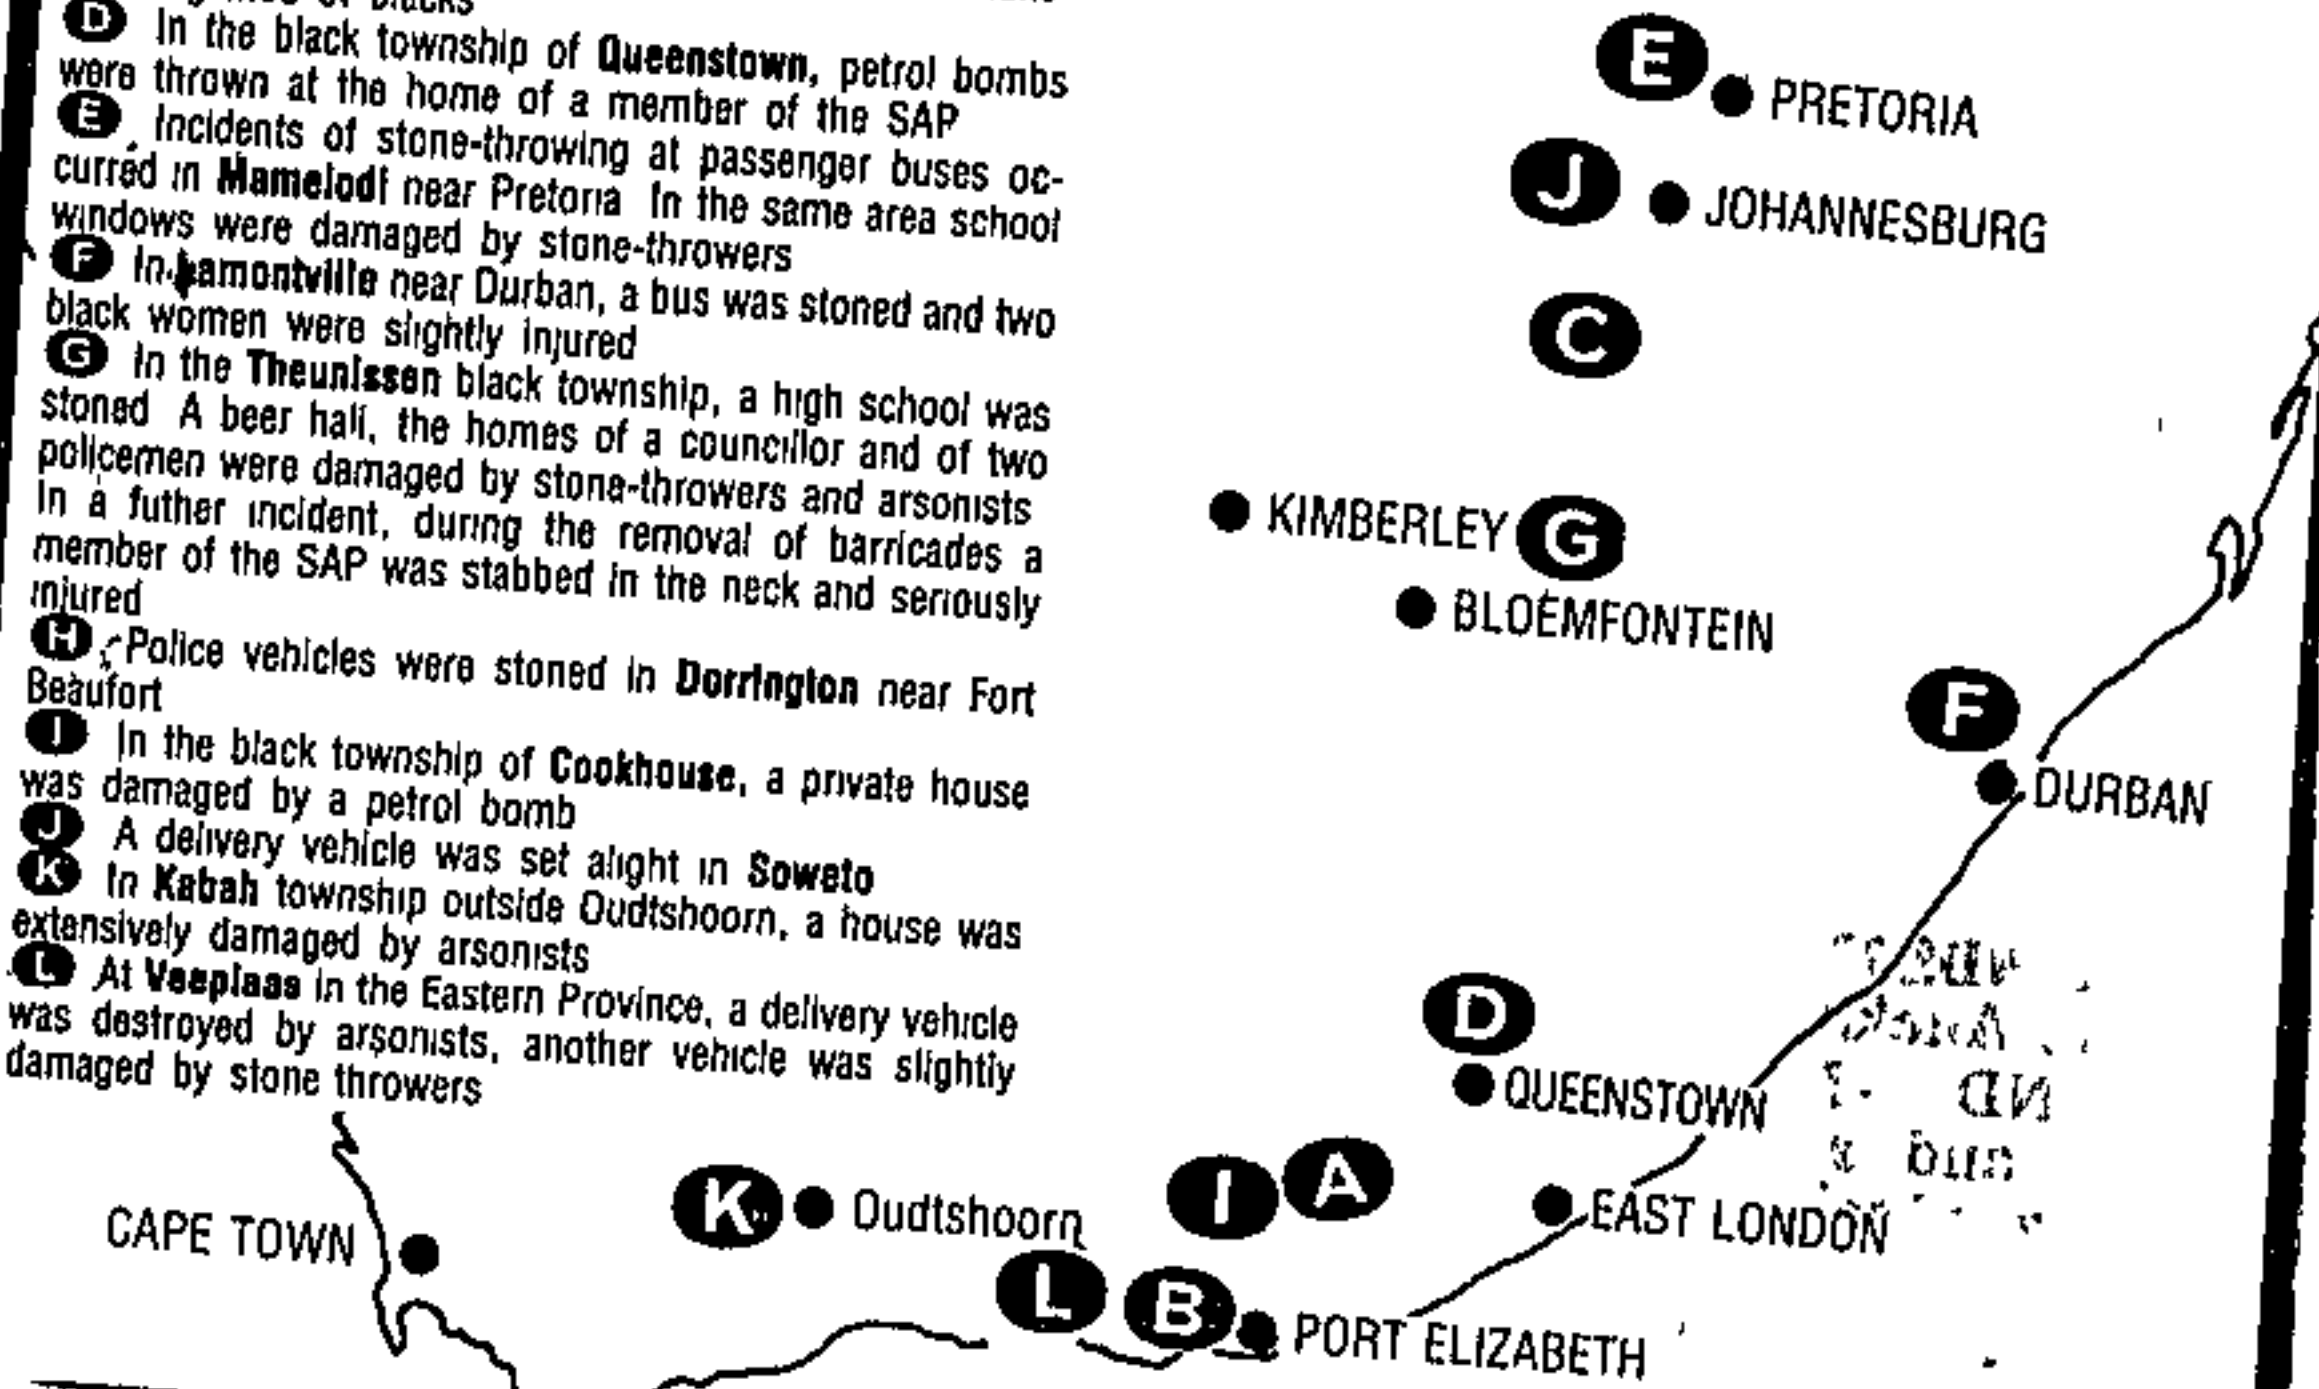 blacks
D In the black township of Queenstown, petrol bombs
were thrown at the home of a member of the SAP
E Incidents of stone-throwing at passenger buses oc-
curred in Mamelodi near Pretoria In the same area school
windows were damaged by stone-throwers
F In Lamontville near Durban, a bus was stoned and two
black women were slightly injured
G In the Theunissen black township, a high school was
stoned A beer hall, the homes of a councillor and of two
policemen were damaged by stone-throwers and arsonists
In a futher incident, during the removal of barricades a
member of the SAP was stabbed in the neck and seriously
injured
H Police vehicles were stoned in Dorrington near Fort
Beaufort
I In the black township of Cookhouse, a private house
was damaged by a petrol bomb
J A delivery vehicle was set alight in Soweto
K In Kabah township outside Oudtshoorn, a house was
extensively damaged by arsonists
L At Veeplaas in the Eastern Province, a delivery vehicle
was destroyed by arsonists, another vehicle was slightly
damaged by stone throwers
E PRETORIA
J JOHANNESBURG
C
KIMBERLEY G
BLOEMFONTEIN
F
DURBAN
D
QUEENSTOWN
K Oudtshoorn
I A
EAST LONDON
CAPE TOWN
L B PORT ELIZABETH